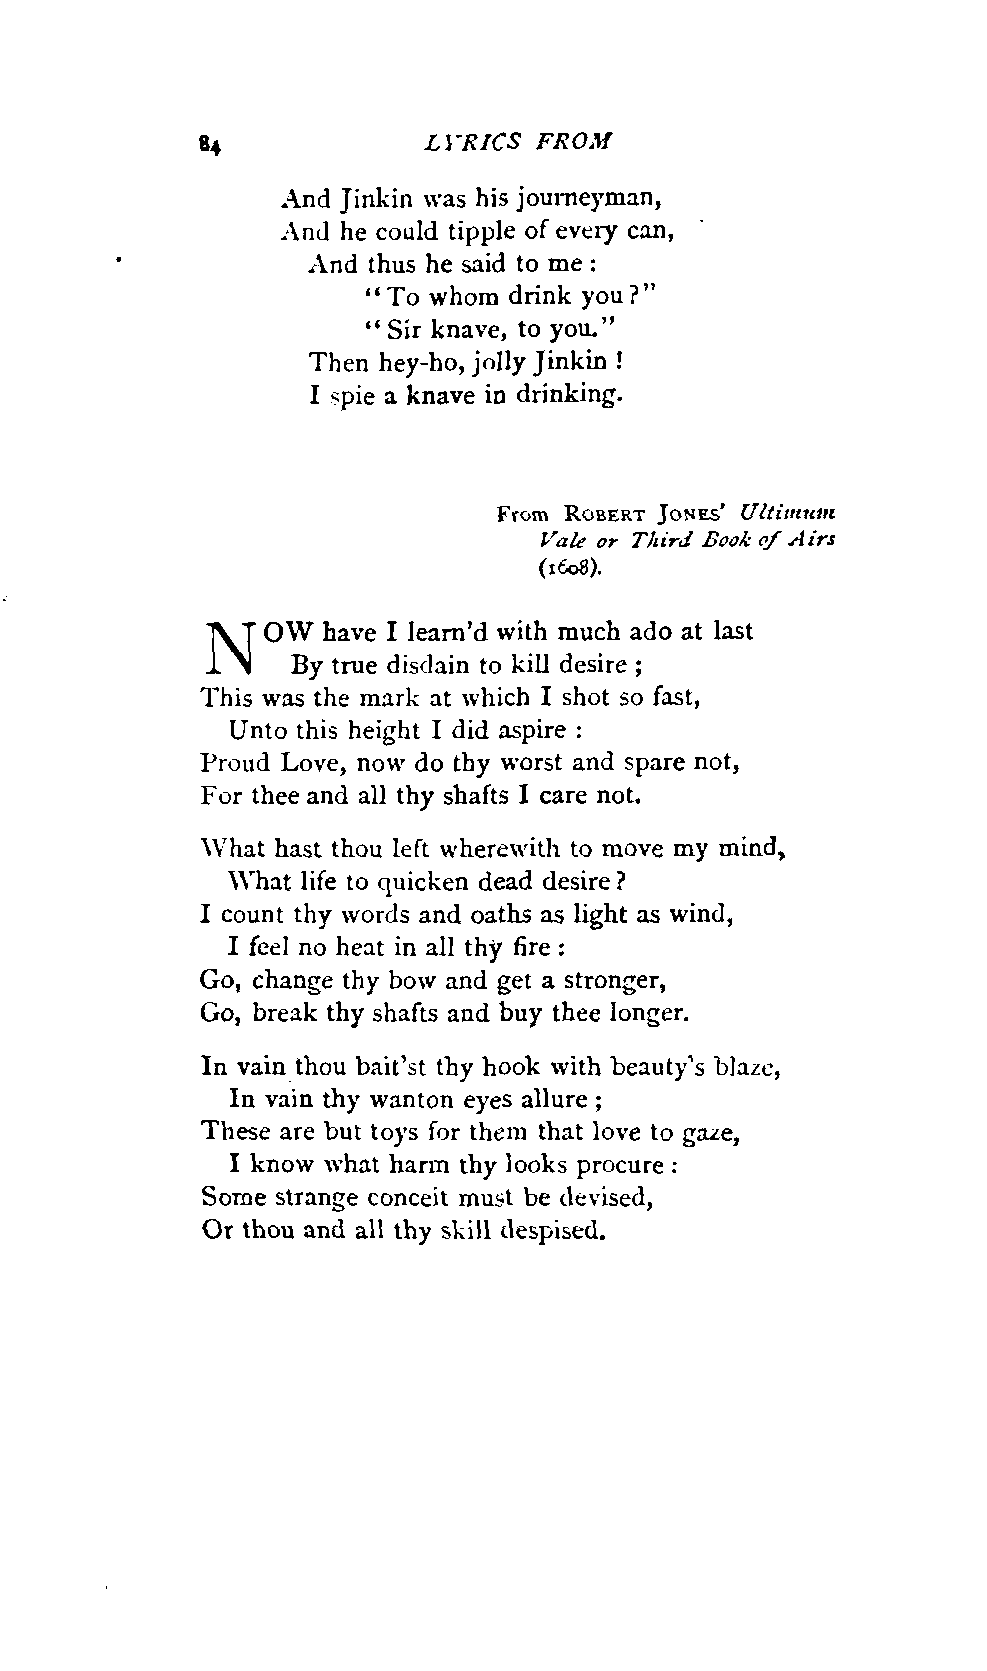 84 LYRICS FROM
And Jinkin was his journeyman,
And he could tipple of every can,
And thus he said to me :
"To whom drink you?"
"Sir knave, to you."
Then hey-ho, jolly Jinkin !
I spie a knave in drinking.
From ROBERT JONES' Ultimum
Vale or Third Book of Airs
(1608).
NOW have I learn'd with much ado at last
By true disdain to kill desire ;
This was the mark at which I shot so fast,
Unto this height I did aspire :
Proud Love, now do thy worst and spare not,
For thee and all thy shafts I care not.
What hast thou left wherewith to move my mind,
What life to quicken dead desire?
I count thy words and oaths as light as wind,
I feel no heat in all thy fire :
Go, change thy bow and get a stronger,
Go, break thy shafts and buy thee longer.
In vain thou bait'st thy hook with beauty's blaze,
In vain thy wanton eyes allure ;
These are but toys for them that love to gaze,
I know what harm thy looks procure :
Some strange conceit must be devised,
Or thou and all thy skill despised.